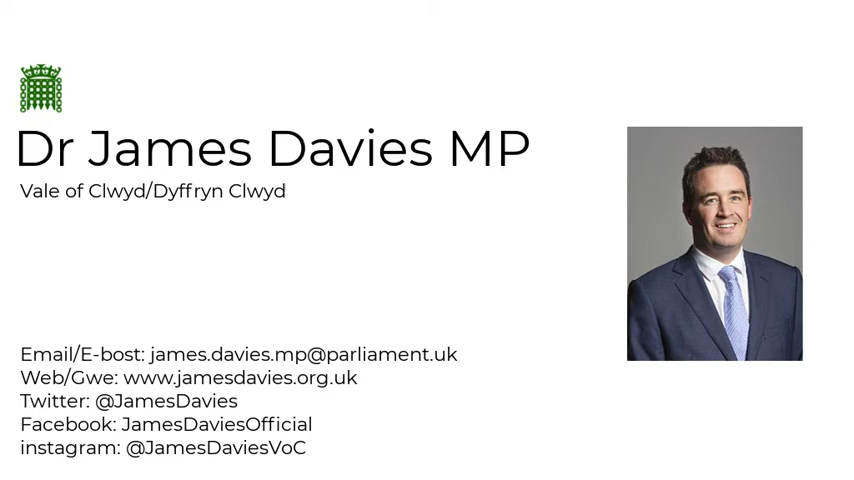 Dr James Davies MP
Vale of Clwyd/Dyffryn Clwyd
Email/E-bost: james.davies.mp@parliament.uk
Web/Gwe: www.jamesdavies.org.uk
Twitter: @JamesDavies
Facebook: JamesDaviesOfficial
instagram: @JamesDaviesVoC